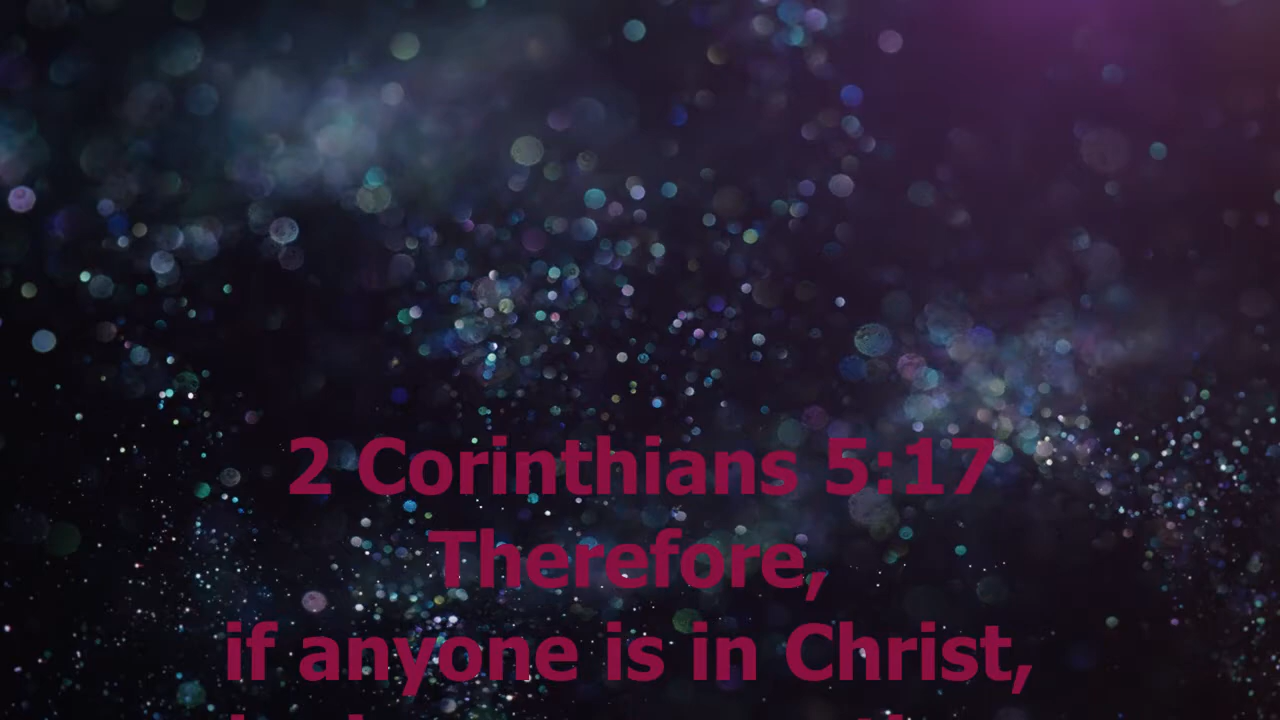 2 Corinthians 5:17
Therefore,
if anyone is in Christ,